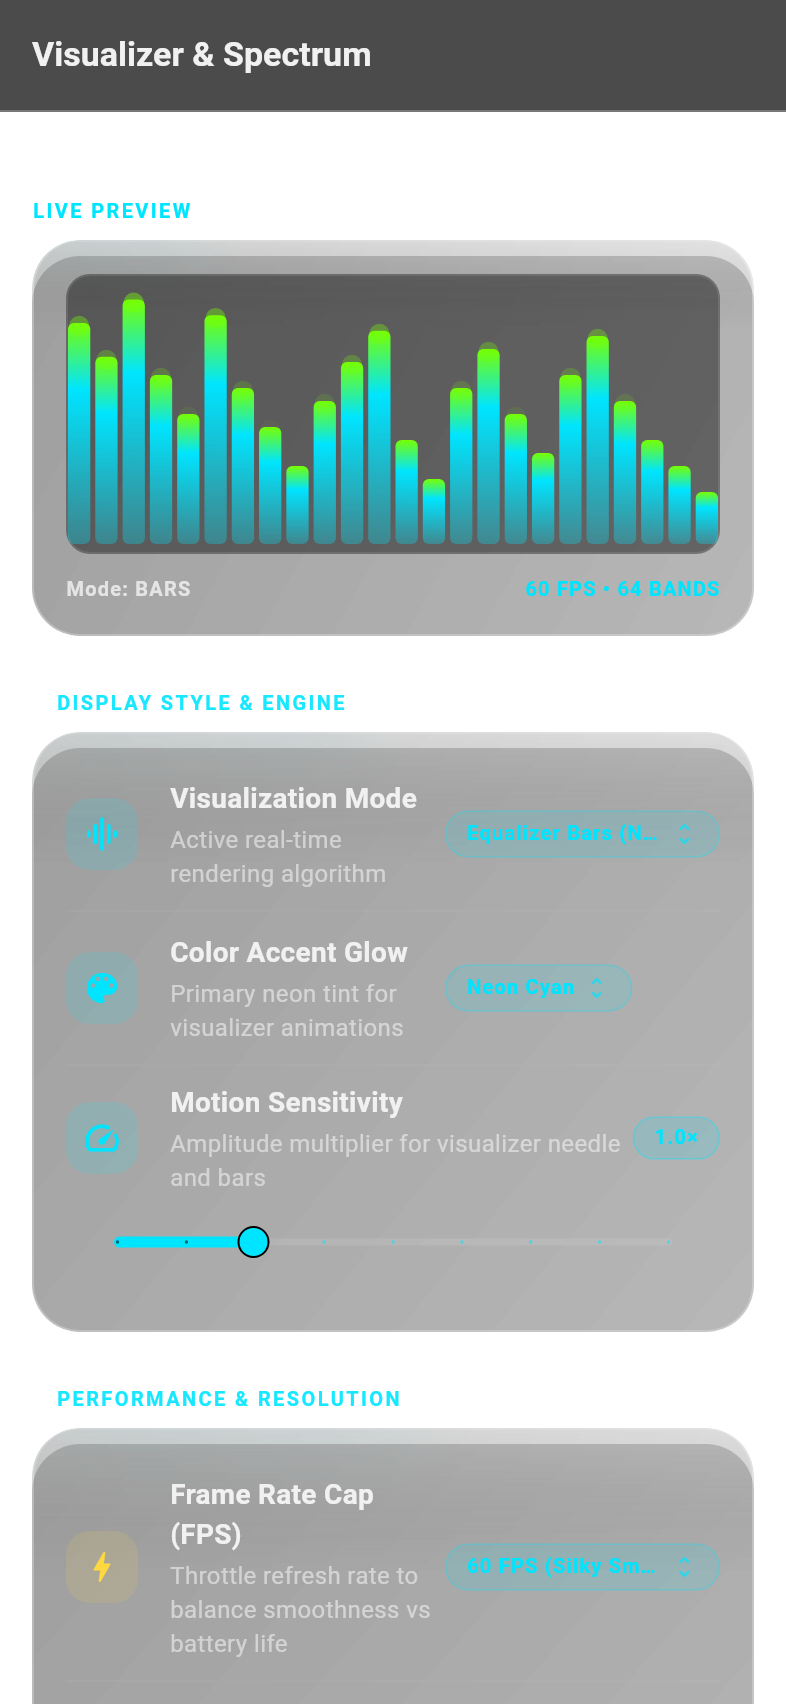 Visualizer & Spectrum
LIVE PREVIEW
Mode: BARS
60 FPS • 64 BANDS
DISPLAY STYLE & ENGINE
Visualization Mode
Active real-time
rendering algorithm
Equalizer Bars (N…
Color Accent Glow
Primary neon tint for
visualizer animations
Neon Cyan
Motion Sensitivity
Amplitude multiplier for visualizer needle
and bars
1.0×
PERFORMANCE & RESOLUTION
Frame Rate Cap
(FPS)
Throttle refresh rate to
balance smoothness vs
battery life
60 FPS (Silky Sm…